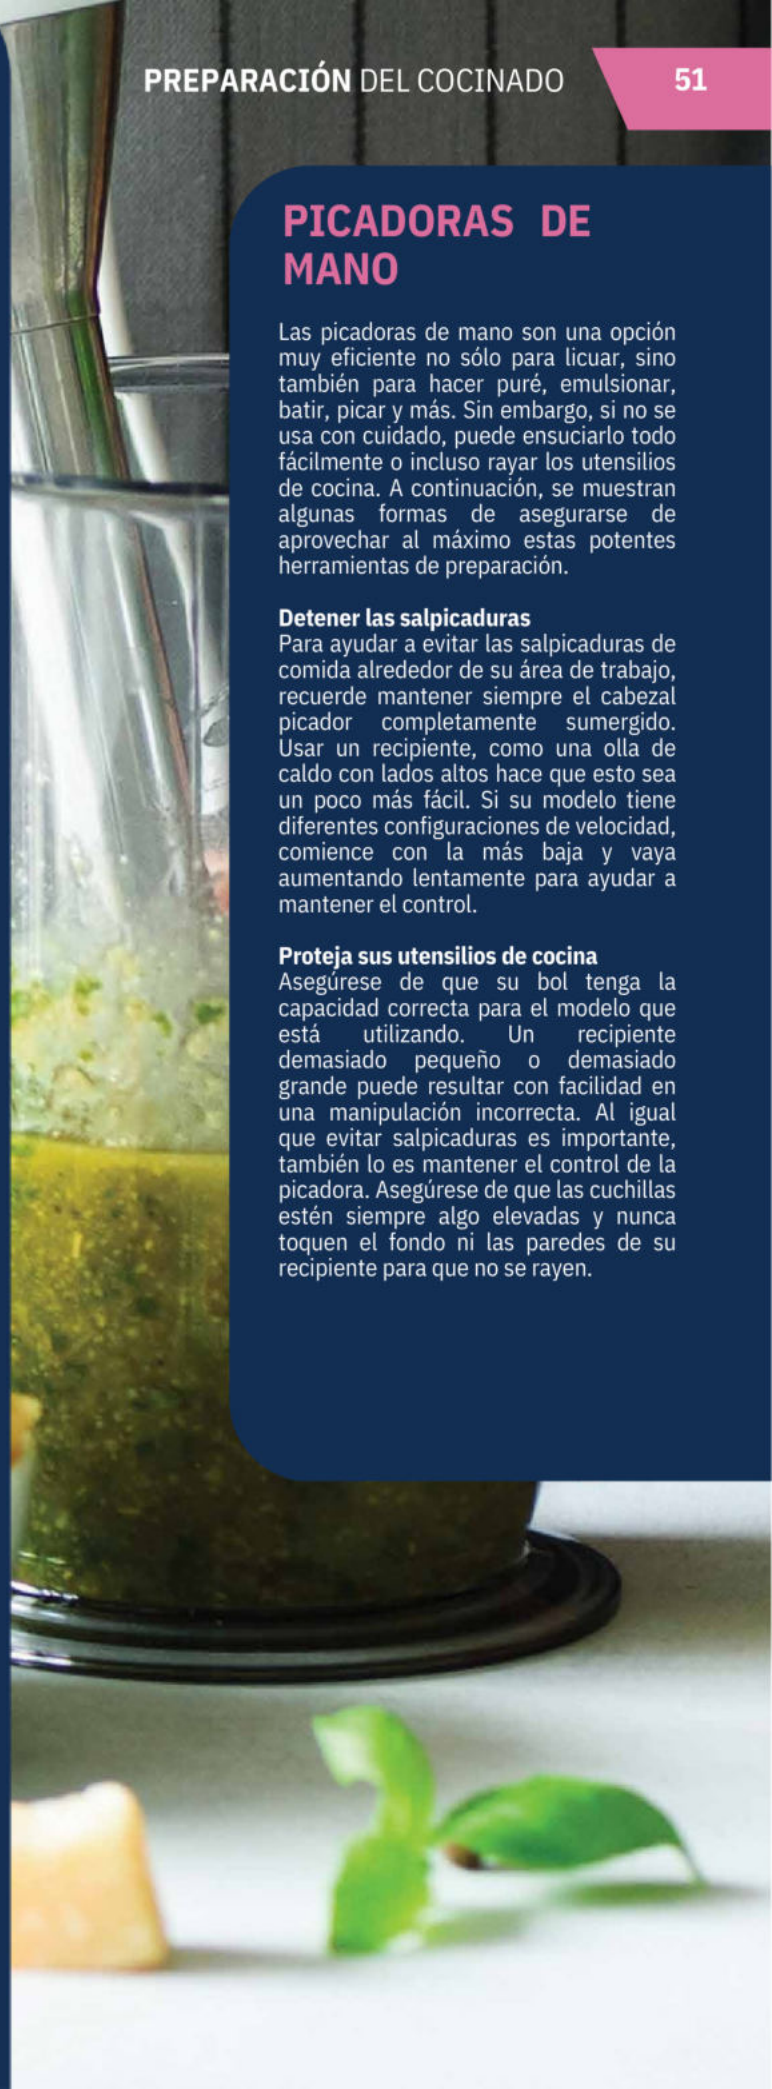 PREPARACIÓN DEL COCINADO
51
PICADORAS DE
MANO
Las picadoras de mano son una opción
muy eficiente no sólo para licuar, sino
también para hacer puré, emulsionar,
batir, picar y más. Sin embargo, si no se
usa con cuidado, puede ensuciarlo todo
fácilmente o incluso rayar los utensilios
de cocina. A continuación, se muestran
algunas formas de asegurarse de
aprovechar al máximo estas potentes
herramientas de preparación.
Detener las salpicaduras
Para ayudar a evitar las salpicaduras de
comida alrededor de su área de trabajo,
recuerde mantener siempre el cabezal
picador completamente sumergido.
Usar un recipiente, como una olla de
caldo con lados altos hace que esto sea
un poco más fácil. Si su modelo tiene
diferentes configuraciones de velocidad,
comience con la más baja y vaya
aumentando lentamente para ayudar a
mantener el control.
Proteja sus utensilios de cocina
Asegúrese de que su bol tenga la
capacidad correcta para el modelo que
está utilizando. Un recipiente
demasiado pequeño o demasiado
grande puede resultar con facilidad en
una manipulación incorrecta. Al igual
que evitar salpicaduras es importante,
también lo es mantener el control de la
picadora. Asegúrese de que las cuchillas
estén siempre algo elevadas y nunca
toquen el fondo ni las paredes de su
recipiente para que no se rayen.